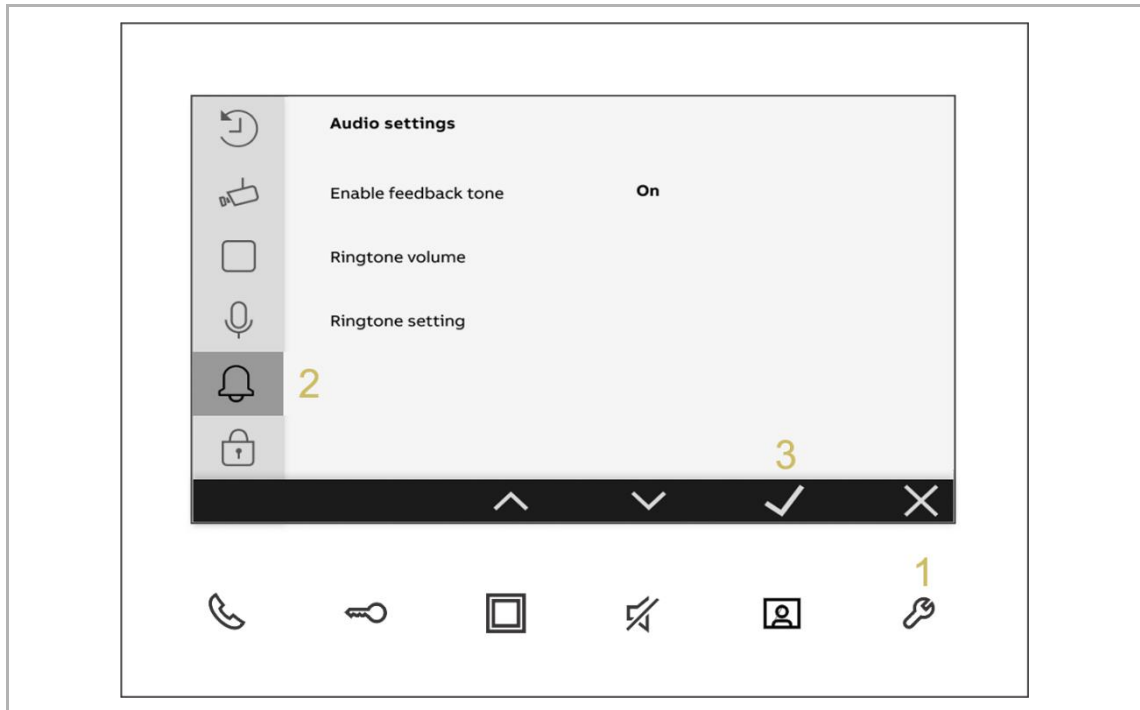 Audio settings
Enable feedback tone On
Ringtone volume
Ringtone setting
2
3
1